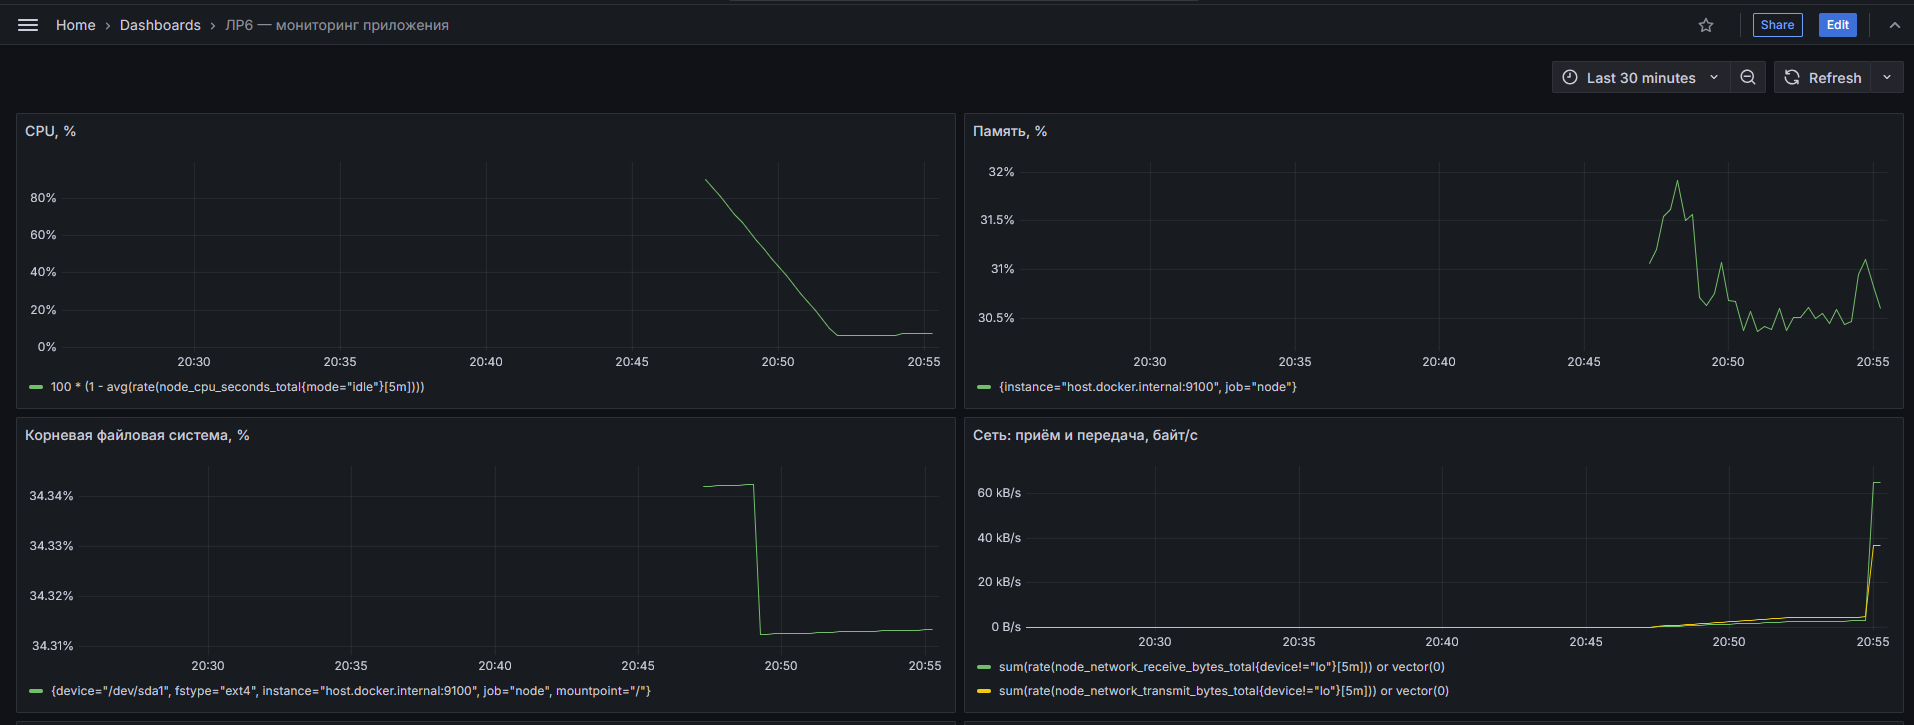 Home › Dashboards › ЛР6 — мониторинг приложения
Share
Edit
Last 30 minutes
Refresh
CPU, %
80%
60%
40%
20%
0%
20:30 20:35 20:40 20:45 20:50 20:55
100 * (1 - avg(rate(node_cpu_seconds_total{mode="idle"}[5m])))
Память, %
32%
31.5%
31%
30.5%
20:30 20:35 20:40 20:45 20:50 20:55
{instance="host.docker.internal:9100", job="node"}
Корневая файловая система, %
34.34%
34.33%
34.32%
34.31%
20:30 20:35 20:40 20:45 20:50 20:55
{device="/dev/sda1", fstype="ext4", instance="host.docker.internal:9100", job="node", mountpoint="/"}
Сеть: приём и передача, байт/с
60 kB/s
40 kB/s
20 kB/s
0 B/s
20:30 20:35 20:40 20:45 20:50 20:55
sum(rate(node_network_receive_bytes_total{device!="lo"}[5m])) or vector(0)
sum(rate(node_network_transmit_bytes_total{device!="lo"}[5m])) or vector(0)